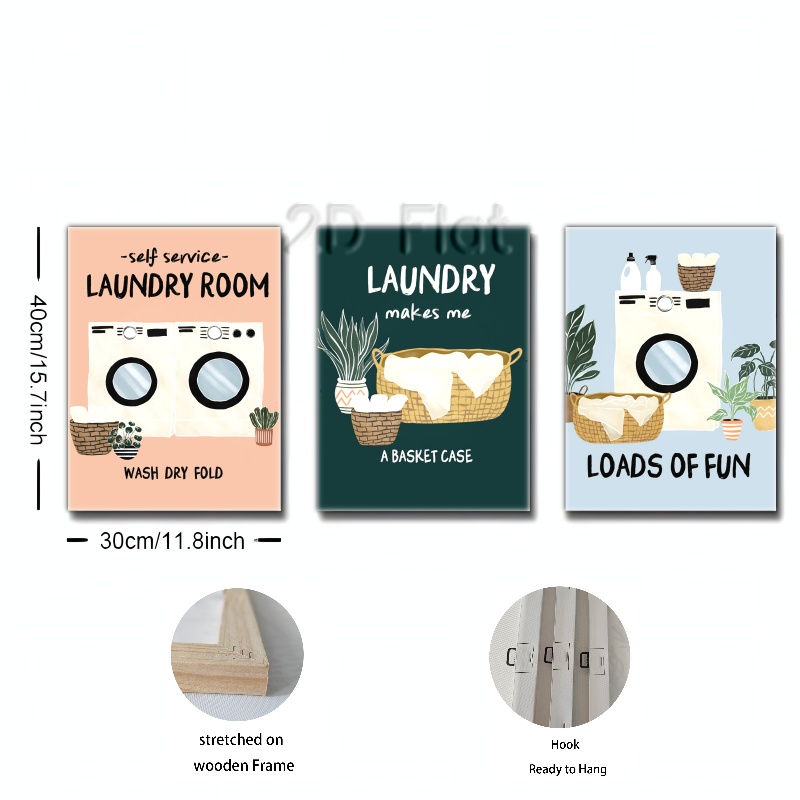 2D Flat
-self service-
LAUNDRY ROOM
WASH DRY FOLD
LAUNDRY
makes me
A BASKET CASE
LOADS OF FUN
40cm/15.7inch
30cm/11.8inch
stretched on
wooden Frame
Hook
Ready to Hang